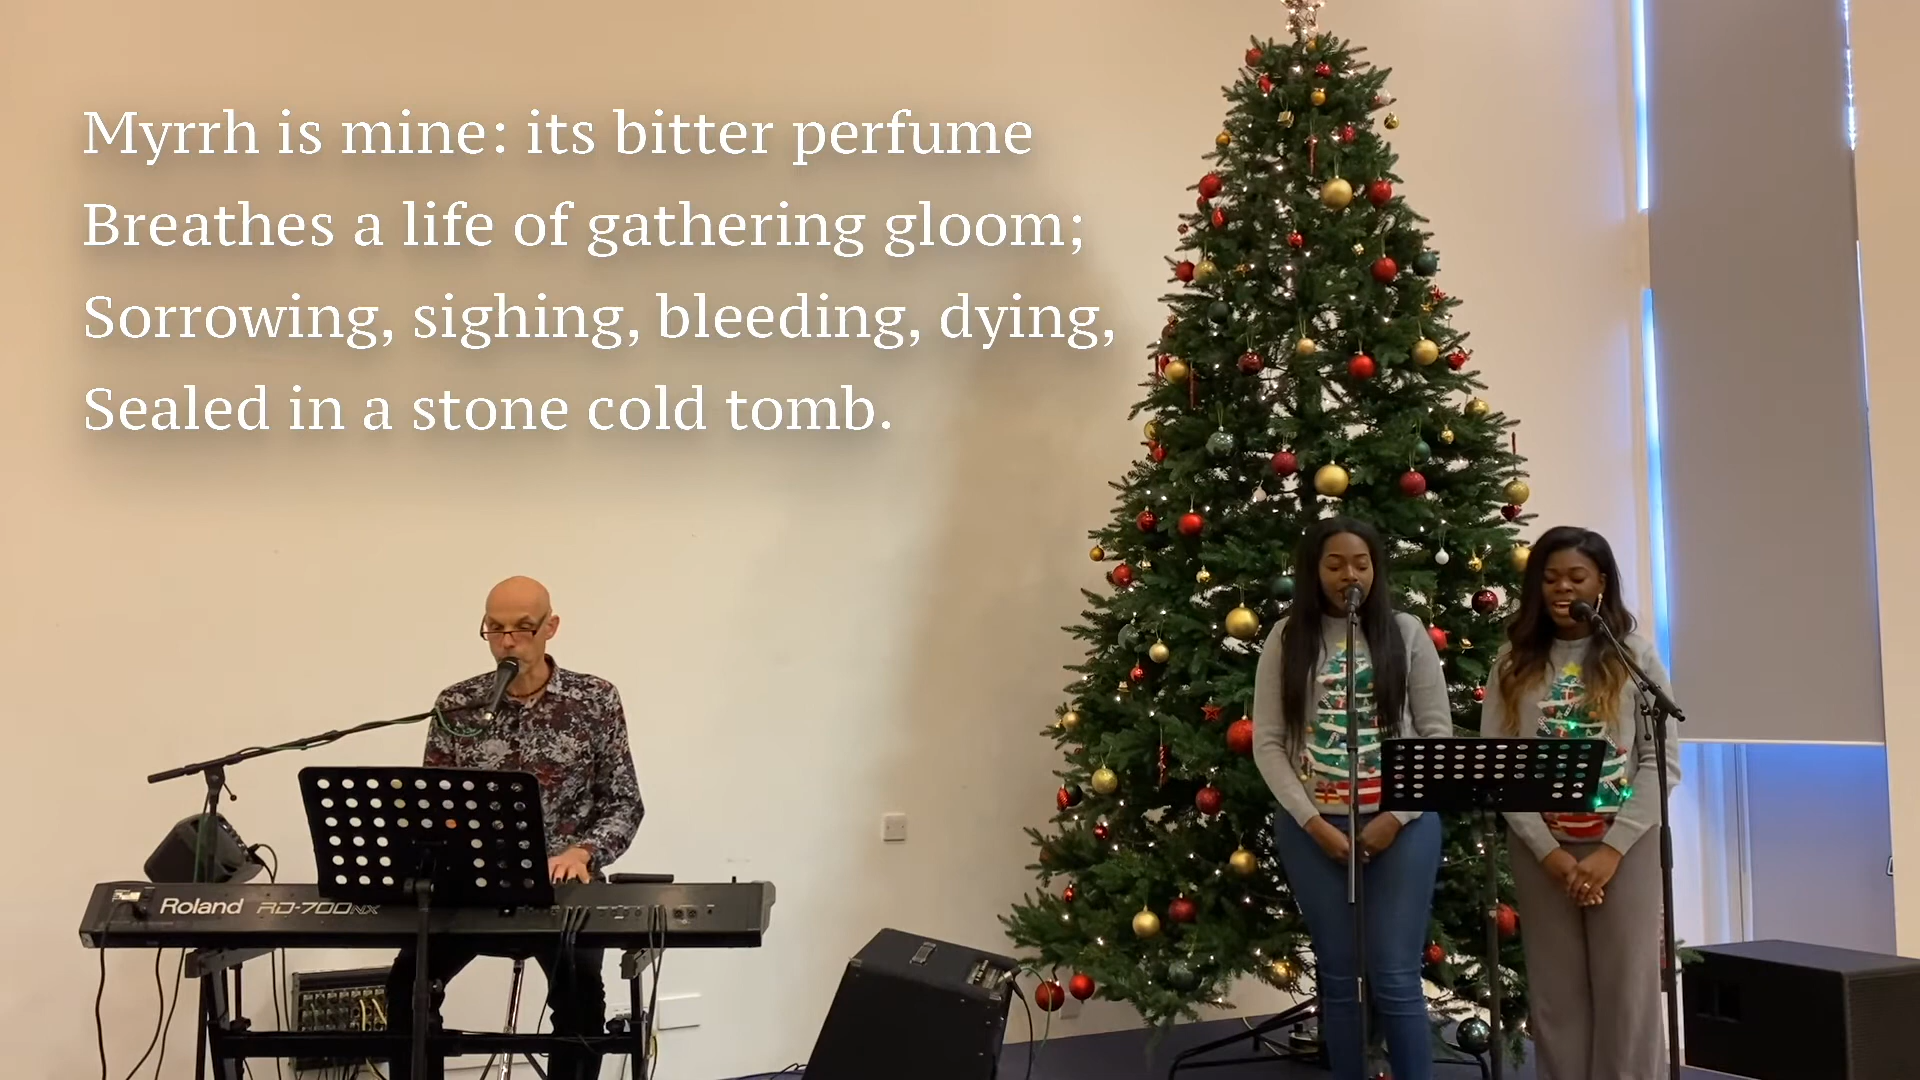 Myrrh is mine: its bitter perfume
Breathes a life of gathering gloom;
Sorrowing, sighing, bleeding, dying,
Sealed in a stone cold tomb.
Roland RD-700NX